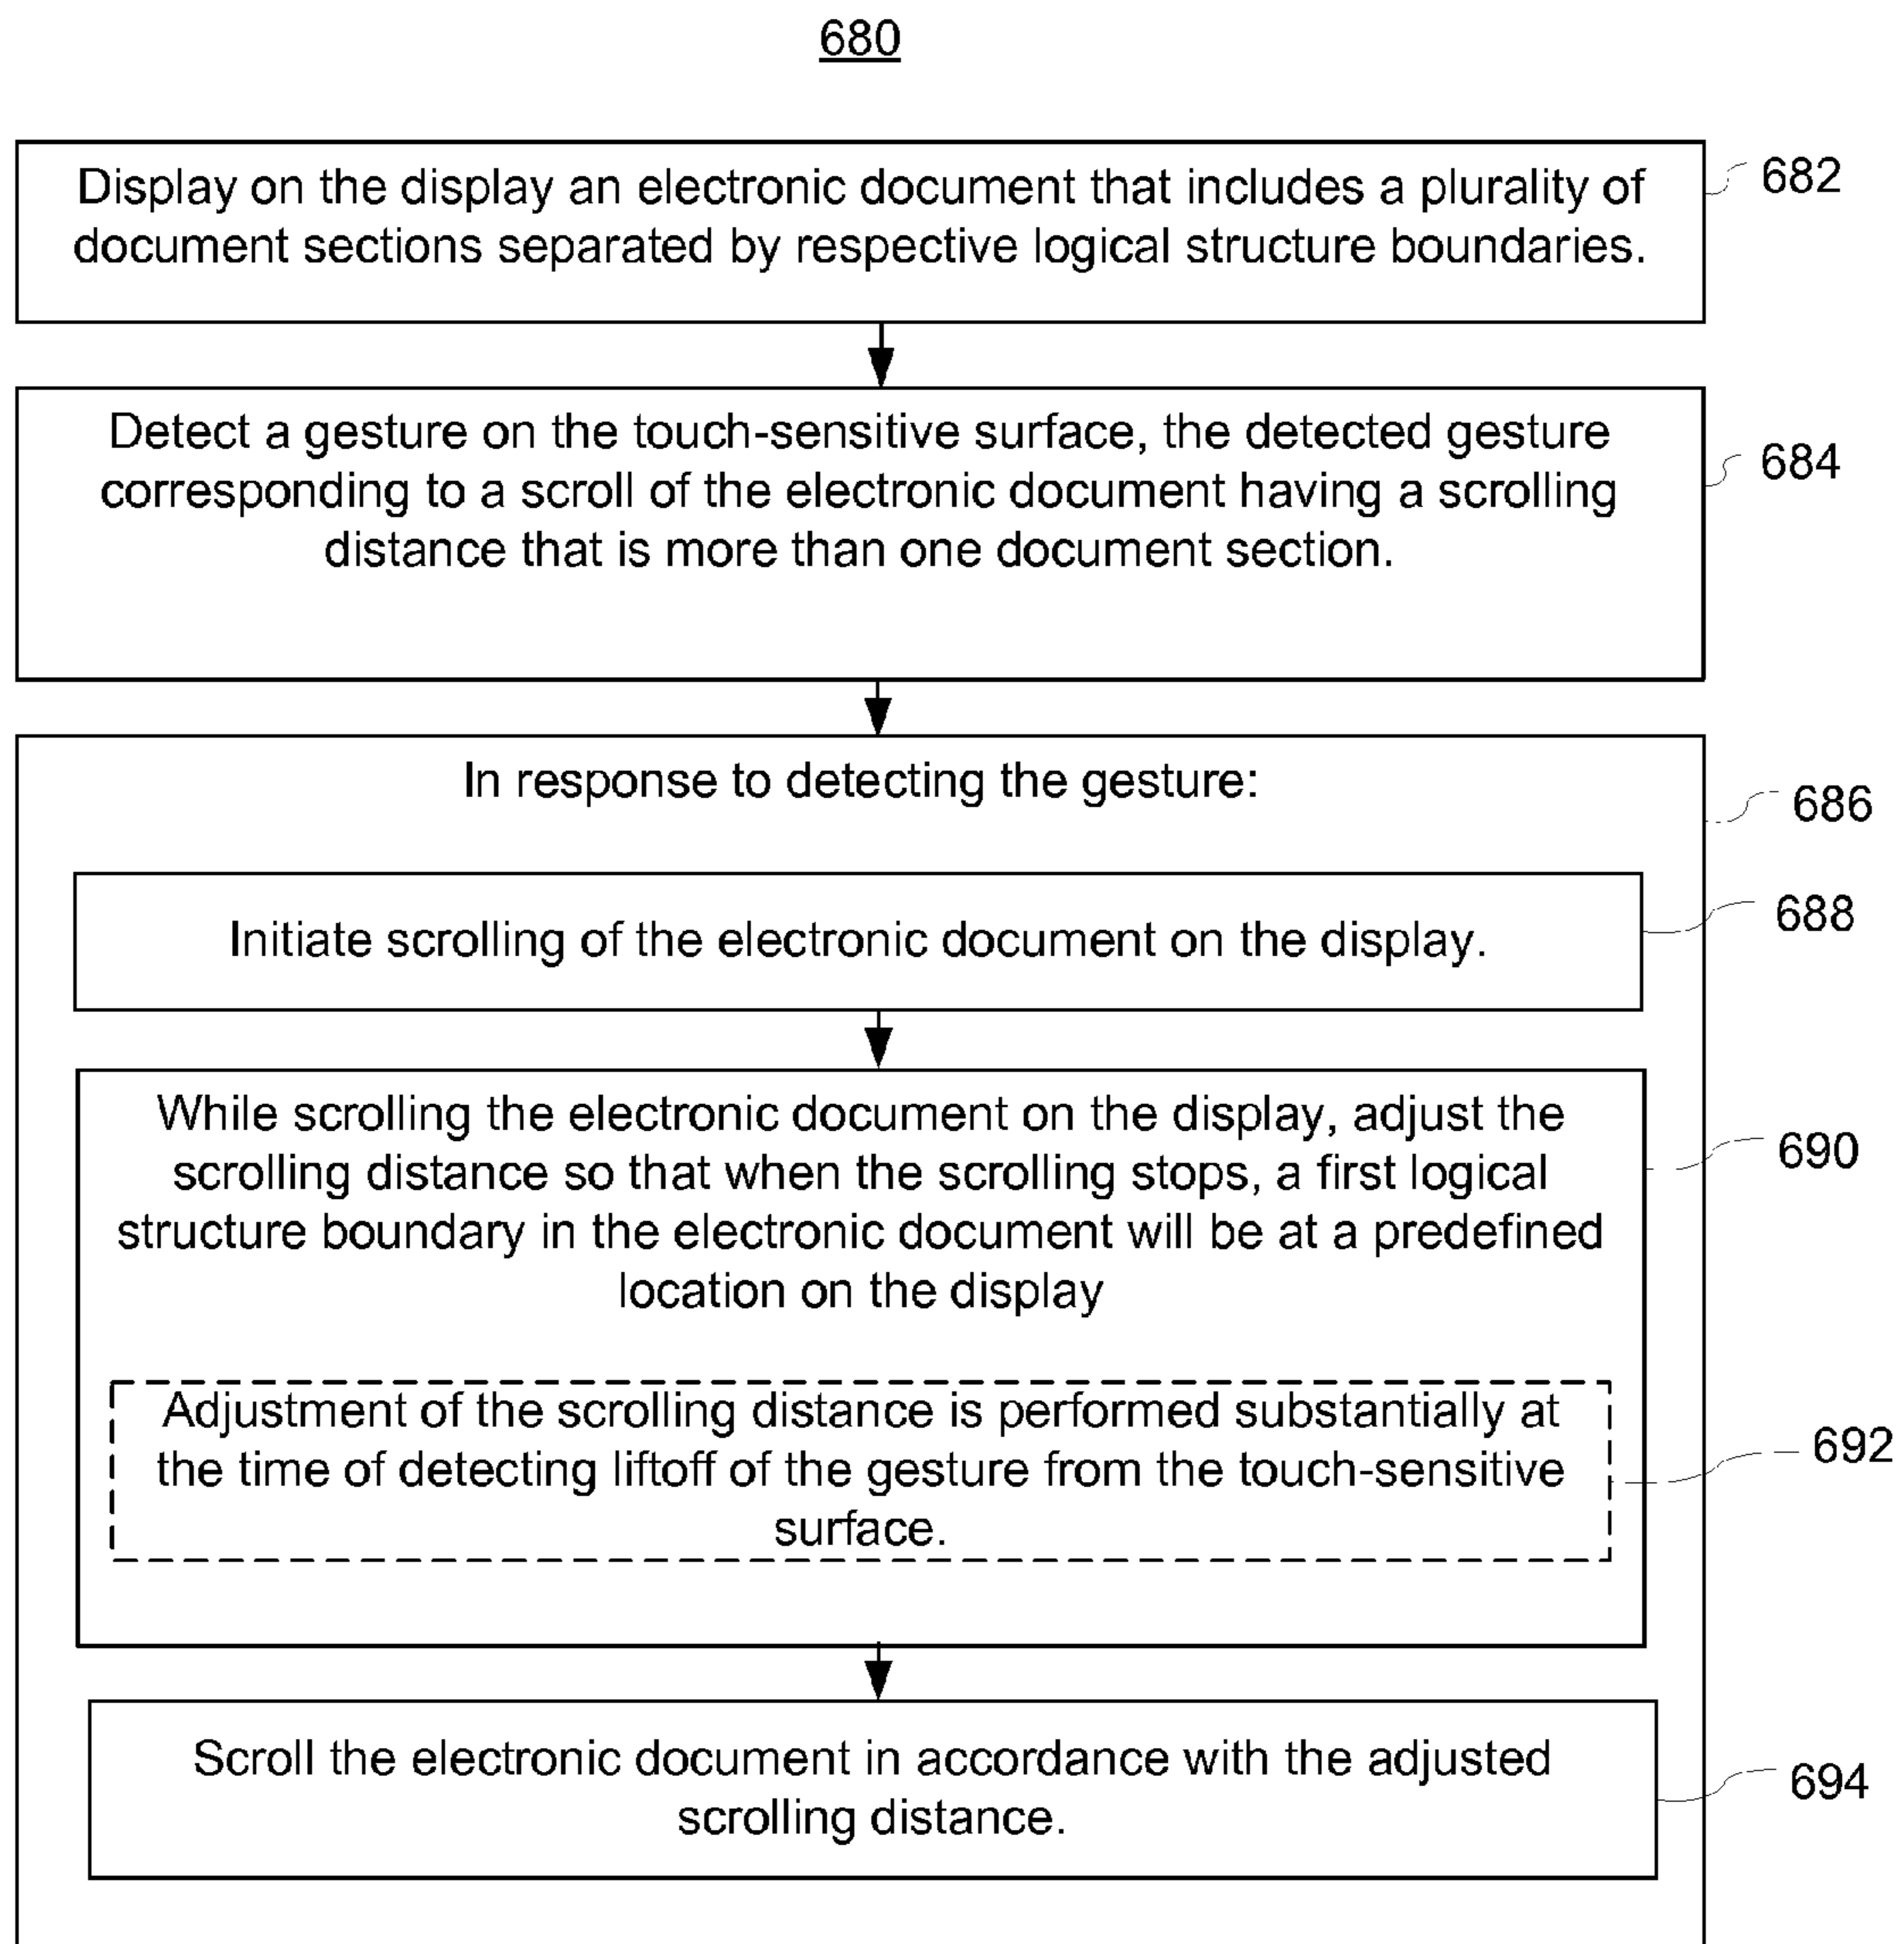 680
Display on the display an electronic document that includes a plurality of
document sections separated by respective logical structure boundaries.
682
Detect a gesture on the touch-sensitive surface, the detected gesture
corresponding to a scroll of the electronic document having a scrolling
distance that is more than one document section.
684
In response to detecting the gesture:
686
Initiate scrolling of the electronic document on the display.
688
While scrolling the electronic document on the display, adjust the
scrolling distance so that when the scrolling stops, a first logical
structure boundary in the electronic document will be at a predefined
location on the display
690
Adjustment of the scrolling distance is performed substantially at
the time of detecting liftoff of the gesture from the touch-sensitive
surface.
692
Scroll the electronic document in accordance with the adjusted
scrolling distance.
694